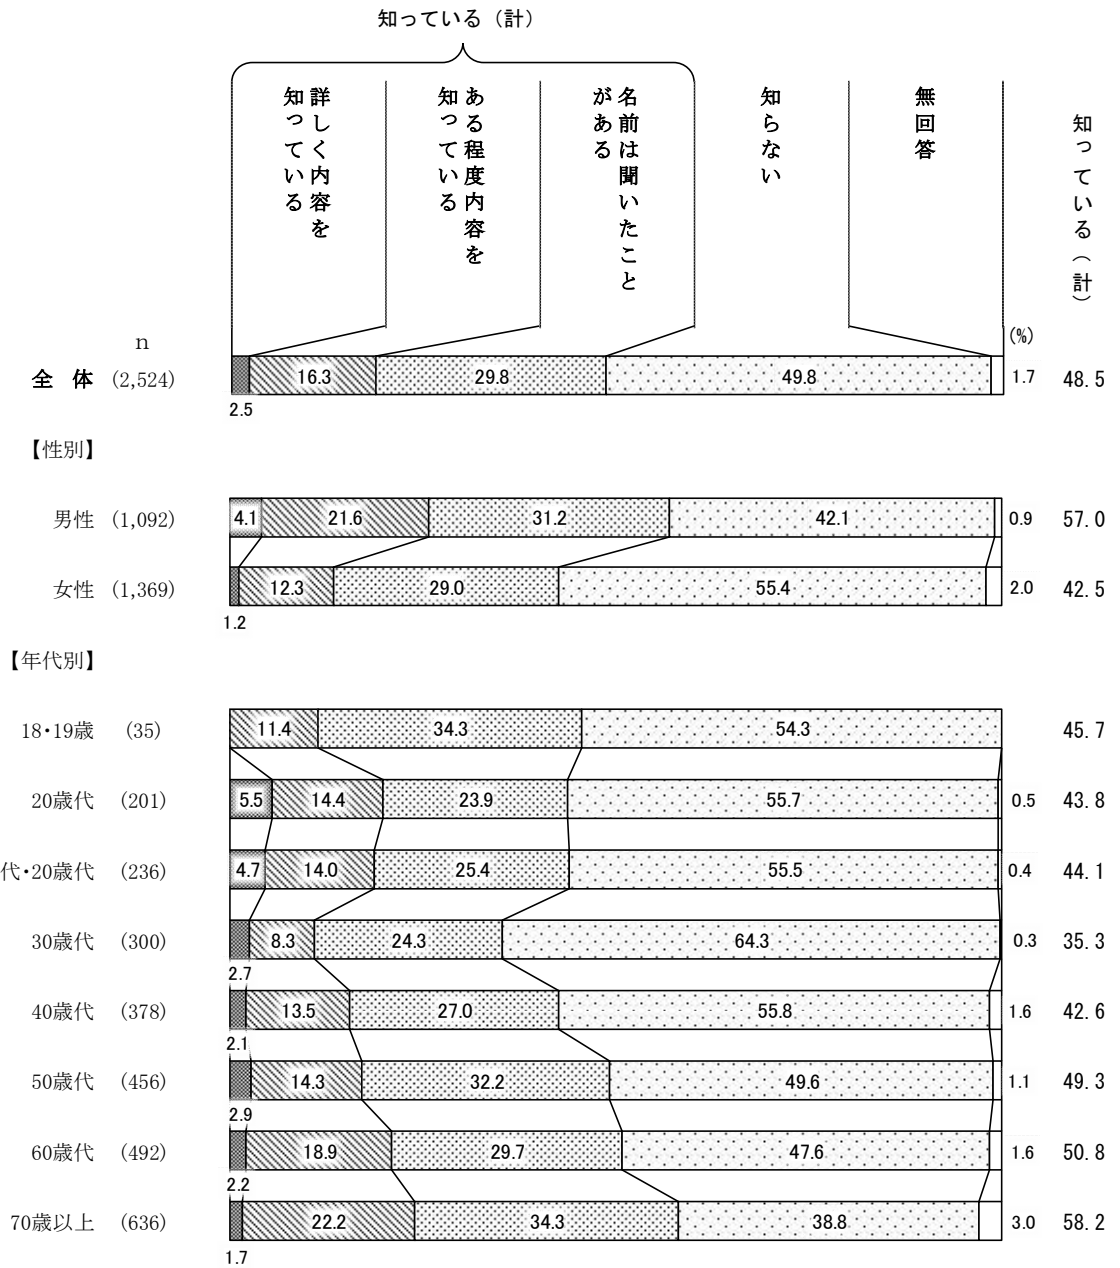 知っている（計）
詳しく内容を
知っている
ある程度内容を
知っている
名前は聞いたこと
がある
知らない
無回答
知っている（計）
n
(%)
全 体 (2,524) 16.3 29.8 49.8 1.7 48.5
2.5
【性別】
男性 (1,092) 4.1 21.6 31.2 42.1 0.9 57.0
女性 (1,369) 12.3 29.0 55.4 2.0 42.5
1.2
【年代別】
18・19歳 (35) 11.4 34.3 54.3 45.7
20歳代 (201) 5.5 14.4 23.9 55.7 0.5 43.8
代・20歳代 (236) 4.7 14.0 25.4 55.5 0.4 44.1
30歳代 (300) 8.3 24.3 64.3 0.3 35.3
2.7
40歳代 (378) 13.5 27.0 55.8 1.6 42.6
2.1
50歳代 (456) 14.3 32.2 49.6 1.1 49.3
2.9
60歳代 (492) 18.9 29.7 47.6 1.6 50.8
2.2
70歳以上 (636) 22.2 34.3 38.8 3.0 58.2
1.7